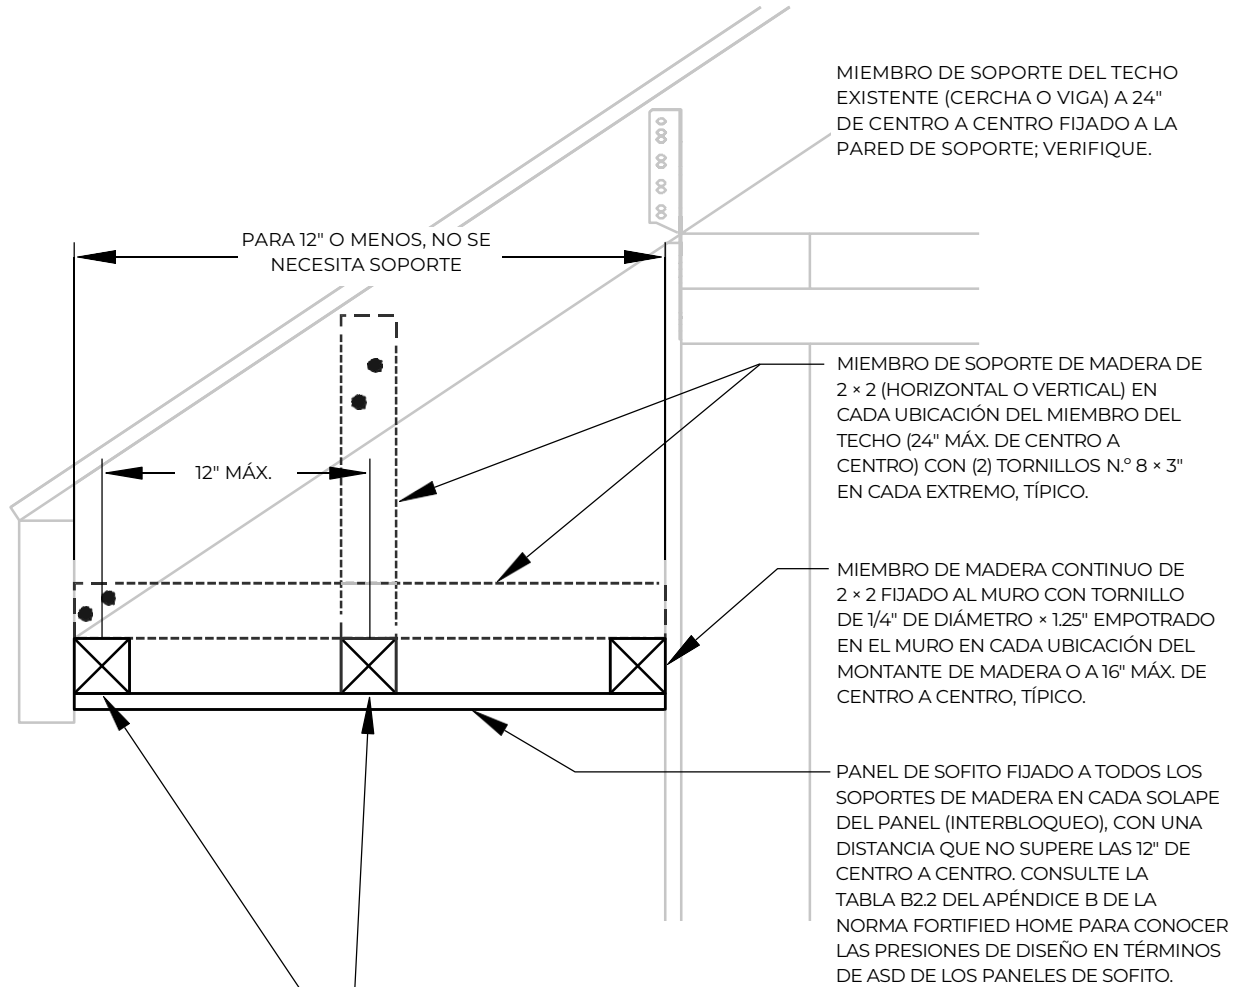 MIEMBRO DE SOPORTE DEL TECHO
EXISTENTE (CERCHA O VIGA) A 24"
DE CENTRO A CENTRO FIJADO A LA
PARED DE SOPORTE; VERIFIQUE.
PARA 12" O MENOS, NO SE
NECESITA SOPORTE
MIEMBRO DE SOPORTE DE MADERA DE
2 × 2 (HORIZONTAL O VERTICAL) EN
CADA UBICACIÓN DEL MIEMBRO DEL
TECHO (24" MÁX. DE CENTRO A
CENTRO) CON (2) TORNILLOS N.º 8 × 3"
EN CADA EXTREMO, TÍPICO.
12" MÁX.
MIEMBRO DE MADERA CONTINUO DE
2 × 2 FIJADO AL MURO CON TORNILLO
DE 1/4" DE DIÁMETRO × 1.25" EMPOTRADO
EN EL MURO EN CADA UBICACIÓN DEL
MONTANTE DE MADERA O A 16" MÁX. DE
CENTRO A CENTRO, TÍPICO.
PANEL DE SOFITO FIJADO A TODOS LOS
SOPORTES DE MADERA EN CADA SOLAPE
DEL PANEL (INTERBLOQUEO), CON UNA
DISTANCIA QUE NO SUPERE LAS 12" DE
CENTRO A CENTRO. CONSULTE LA
TABLA B2.2 DEL APÉNDICE B DE LA
NORMA FORTIFIED HOME PARA CONOCER
LAS PRESIONES DE DISEÑO EN TÉRMINOS
DE ASD DE LOS PANELES DE SOFITO.